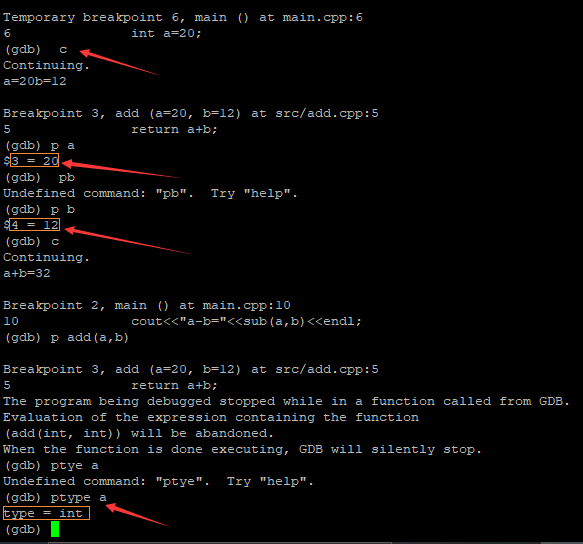 Temporary breakpoint 6, main () at main.cpp:6
6               int a=20;
(gdb)  c
Continuing.
a=20b=12
Breakpoint 3, add (a=20, b=12) at src/add.cpp:5
5               return a+b;
(gdb) p a
$3 = 20
(gdb)  pb
Undefined command: "pb".  Try "help".
(gdb) p b
$4 = 12
(gdb) c
Continuing.
a+b=32
Breakpoint 2, main () at main.cpp:10
10              cout<<"a-b="<<sub(a,b)<<endl;
(gdb) p add(a,b)
Breakpoint 3, add (a=20, b=12) at src/add.cpp:5
5               return a+b;
The program being debugged stopped while in a function called from GDB.
Evaluation of the expression containing the function
(add(int, int)) will be abandoned.
When the function is done executing, GDB will silently stop.
(gdb) ptye a
Undefined command: "ptye".  Try "help".
(gdb) ptype a
type = int
(gdb)